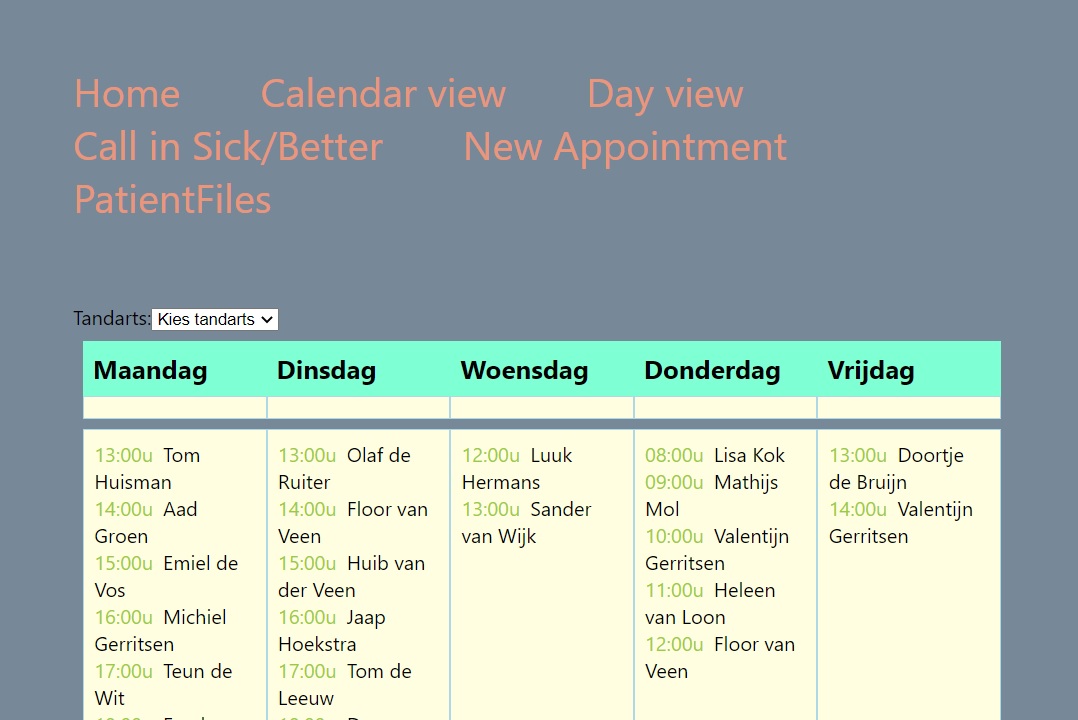 Home Calendar view Day view
Call in Sick/Better New Appointment
PatientFiles
Tandarts: Kies tandarts
Maandag Dinsdag Woensdag Donderdag Vrijdag
13:00u Tom
Huisman
14:00u Aad
Groen
15:00u Emiel de
Vos
16:00u Michiel
Gerritsen
17:00u Teun de
Wit
13:00u Olaf de
Ruiter
14:00u Floor van
Veen
15:00u Huib van
der Veen
16:00u Jaap
Hoekstra
17:00u Tom de
Leeuw
12:00u Luuk
Hermans
13:00u Sander
van Wijk
08:00u Lisa Kok
09:00u Mathijs
Mol
10:00u Valentijn
Gerritsen
11:00u Heleen
van Loon
12:00u Floor van
Veen
13:00u Doortje
de Bruijn
14:00u Valentijn
Gerritsen